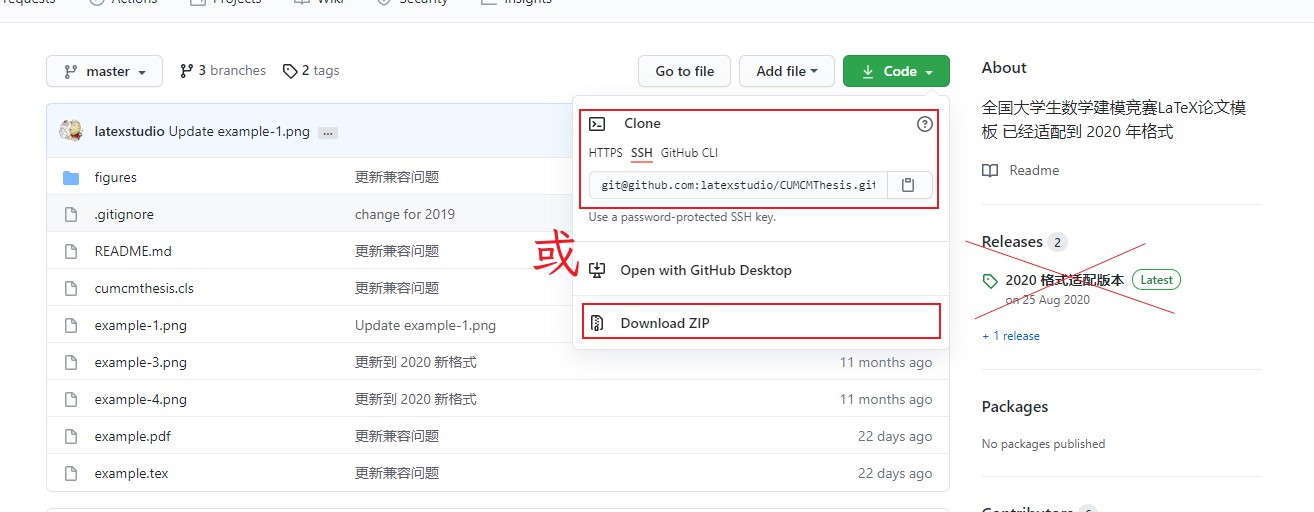 requests Actions Projects Wiki Security Insights
master 3 branches 2 tags Go to file Add file Code
latexstudio Update example-1.png ...
figures 更新兼容问题
.gitignore change for 2019
README.md 更新兼容问题
cumcmthesis.cls 更新兼容问题
example-1.png Update example-1.png
example-3.png 更新到 2020 新格式 11 months ago
example-4.png 更新到 2020 新格式 11 months ago
example.pdf 更新兼容问题 22 days ago
example.tex 更新兼容问题 22 days ago
Clone
HTTPS SSH GitHub CLI
git@github.com:latexstudio/CUMCMThesis.git
Use a password-protected SSH key.
或
Open with GitHub Desktop
Download ZIP
About
全国大学生数学建模竞赛LaTeX论文模
板 已经适配到 2020 年格式
Readme
Releases 2
2020 格式适配版本 Latest
on 25 Aug 2020
+ 1 release
Packages
No packages published
Contributors 6